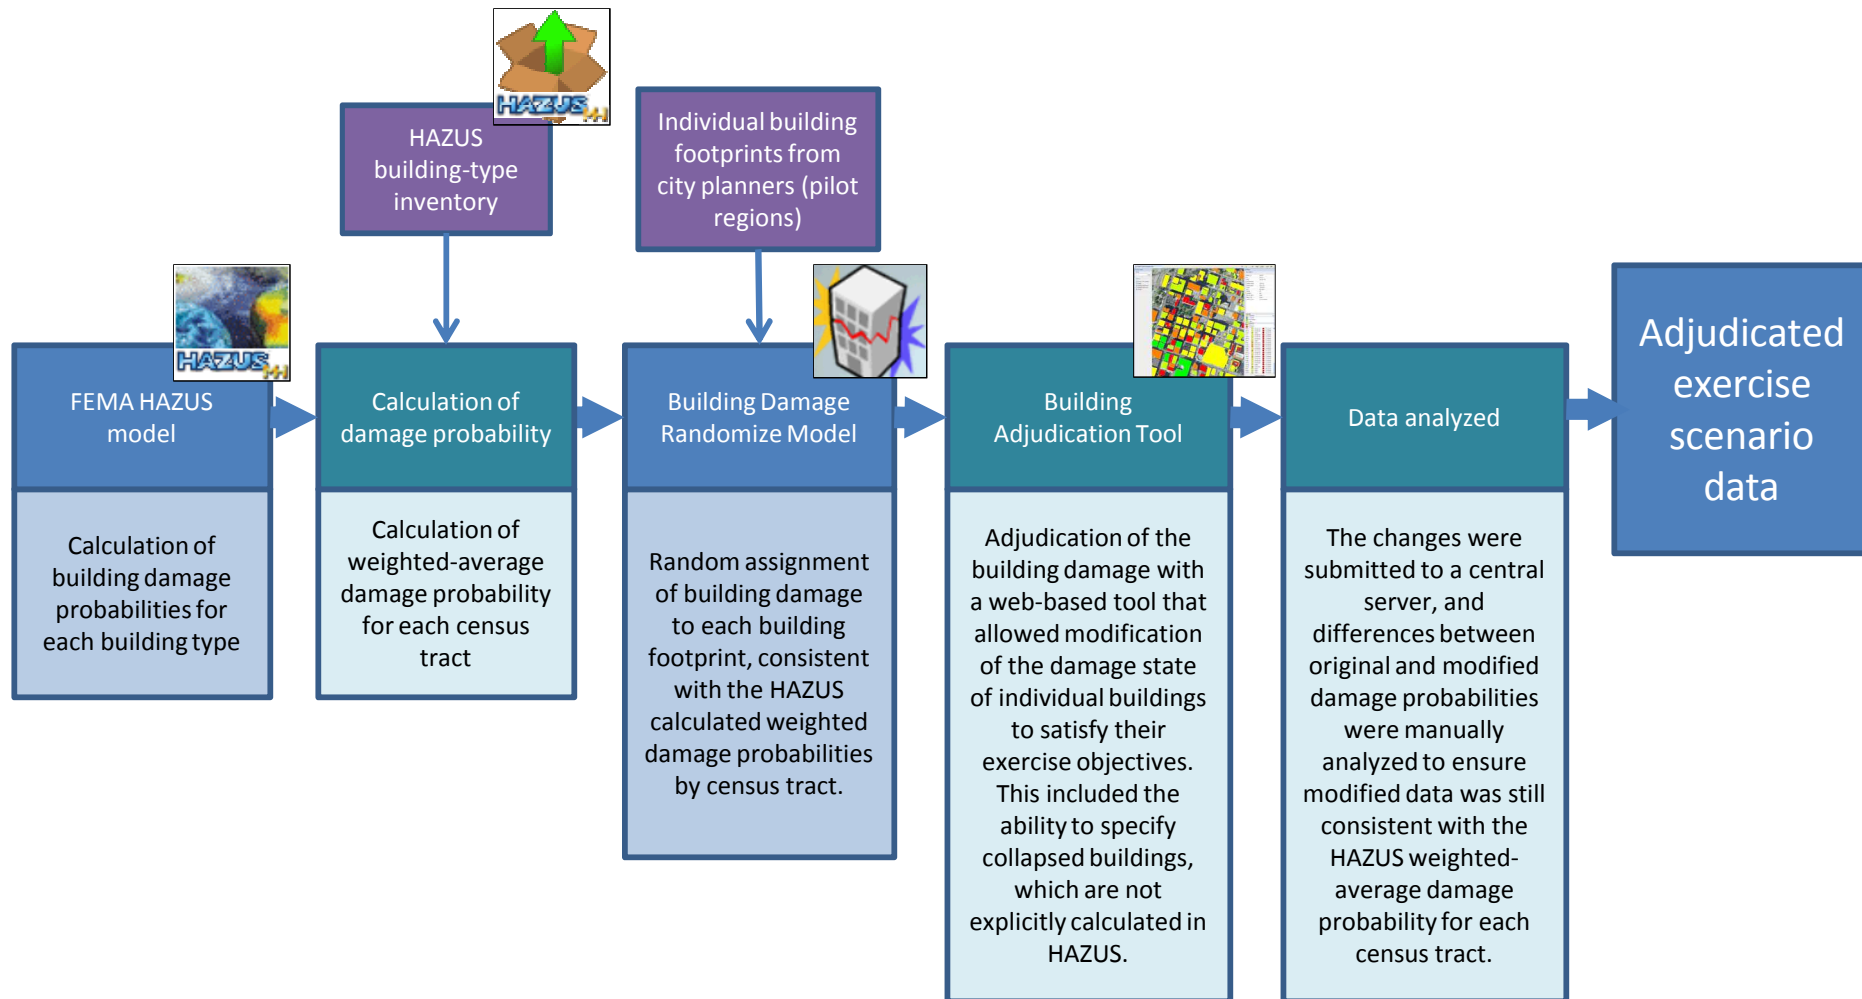 HAZUS
building-type
inventory
HAZUS MH
Individual building
footprints from
city planners (pilot
regions)
HAZUS MH
FEMA HAZUS
model
Calculation of
building damage
probabilities for
each building type
Calculation of
damage probability
Calculation of
weighted-average
damage probability
for each census
tract
Building Damage
Randomize Model
Random assignment
of building damage
to each building
footprint, consistent
with the HAZUS
calculated weighted
damage probabilities
by census tract.
Building
Adjudication Tool
Adjudication of the
building damage with
a web-based tool that
allowed modification
of the damage state
of individual buildings
to satisfy their
exercise objectives.
This included the
ability to specify
collapsed buildings,
which are not
explicitly calculated in
HAZUS.
Data analyzed
The changes were
submitted to a central
server, and
differences between
original and modified
damage probabilities
were manually
analyzed to ensure
modified data was still
consistent with the
HAZUS weighted-
average damage
probability for each
census tract.
Adjudicated
exercise
scenario
data